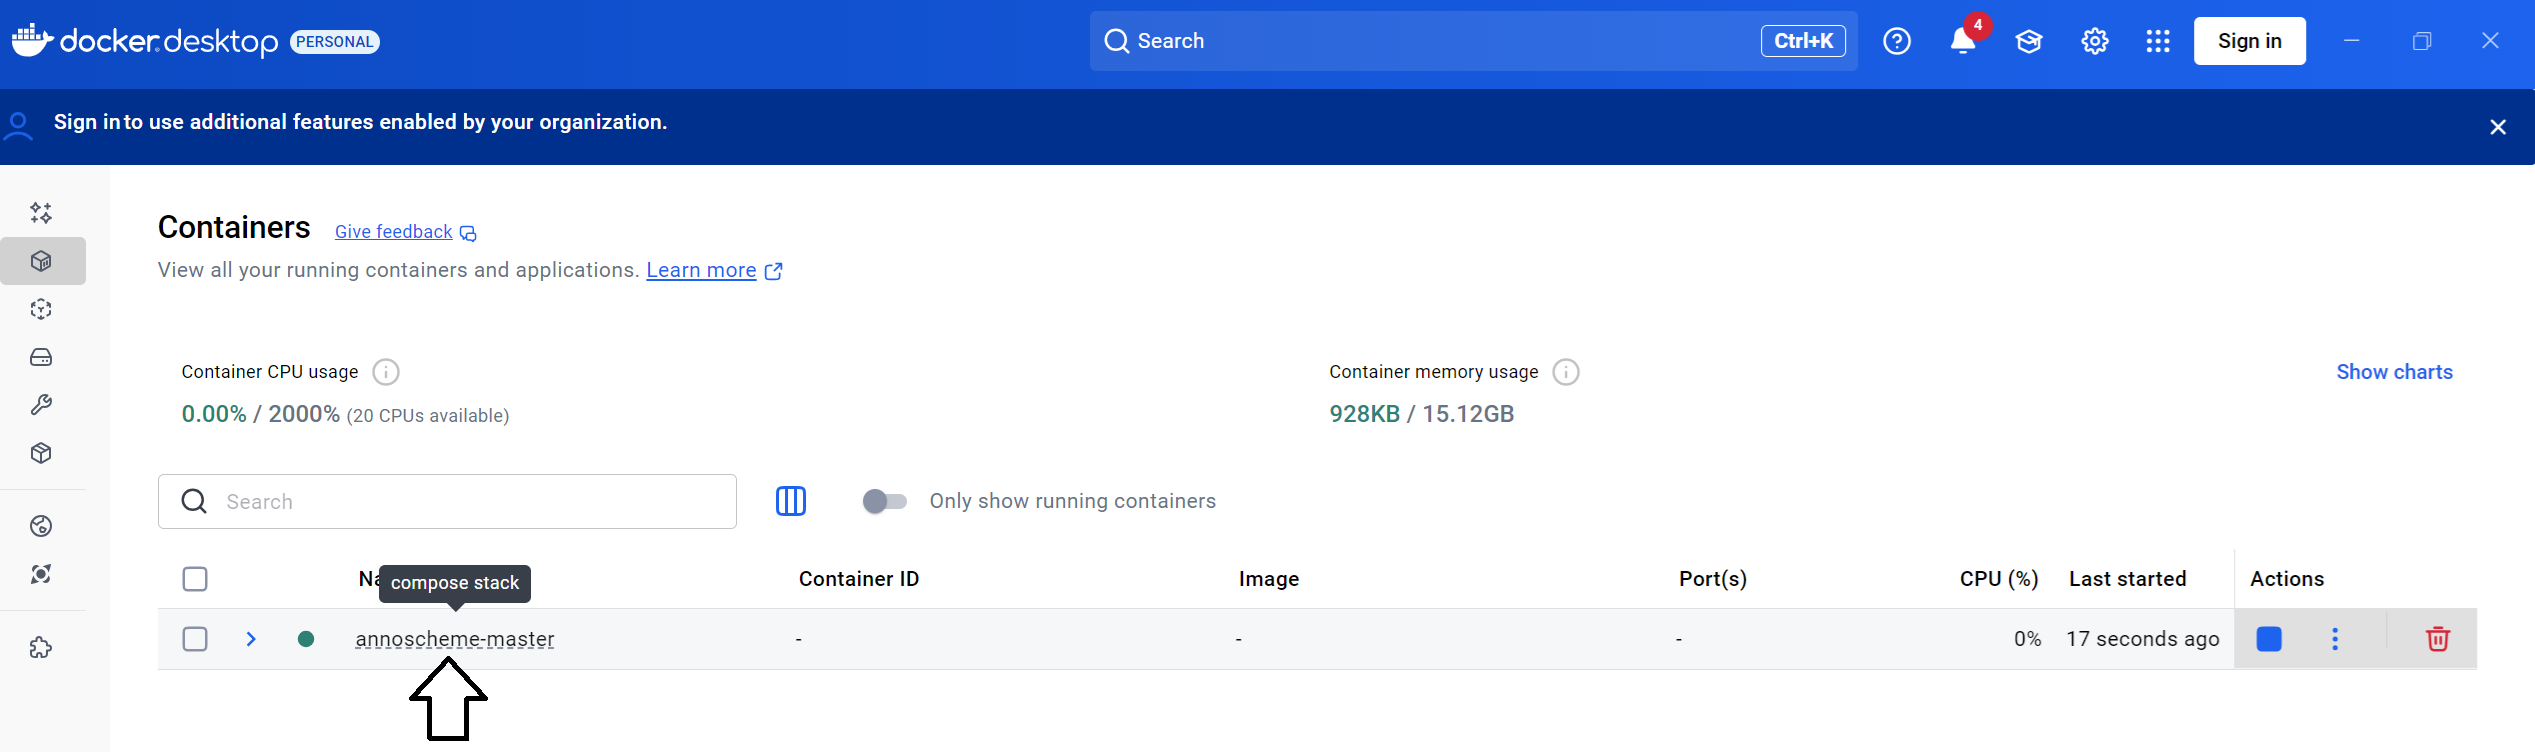 docker.desktop PERSONAL
Search Ctrl+K
4
Sign in
Sign in to use additional features enabled by your organization.
Containers Give feedback
View all your running containers and applications. Learn more
Container CPU usage
0.00% / 2000% (20 CPUs available)
Container memory usage
928KB / 15.12GB
Show charts
Search
Only show running containers
compose stack
Container ID Image Port(s) CPU (%) Last started Actions
annoscheme-master - - - 0% 17 seconds ago